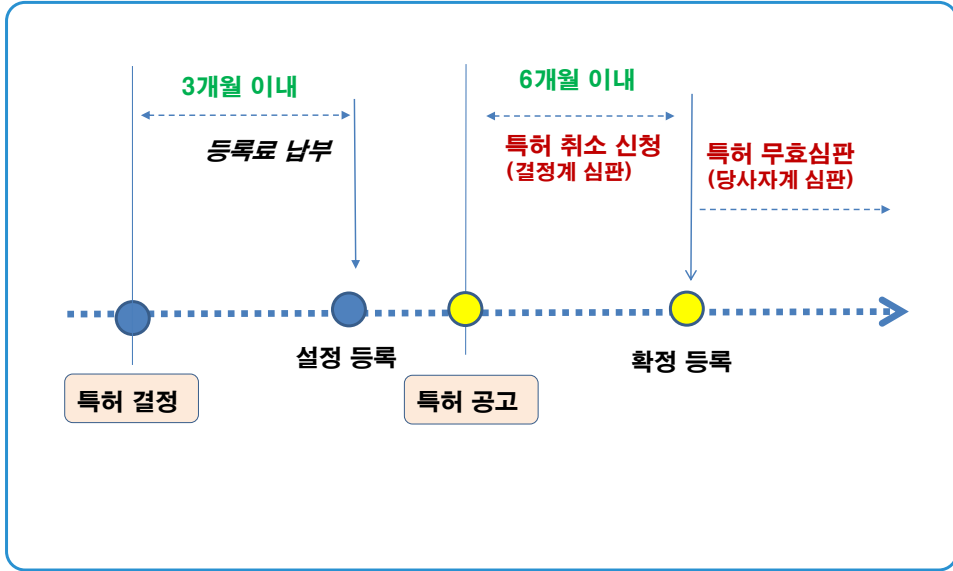 3개월 이내
6개월 이내
등록료 납부
특허 취소 신청
(결정계 심판)
특허 무효심판
(당사자계 심판)
설정 등록
확정 등록
특허 결정
특허 공고